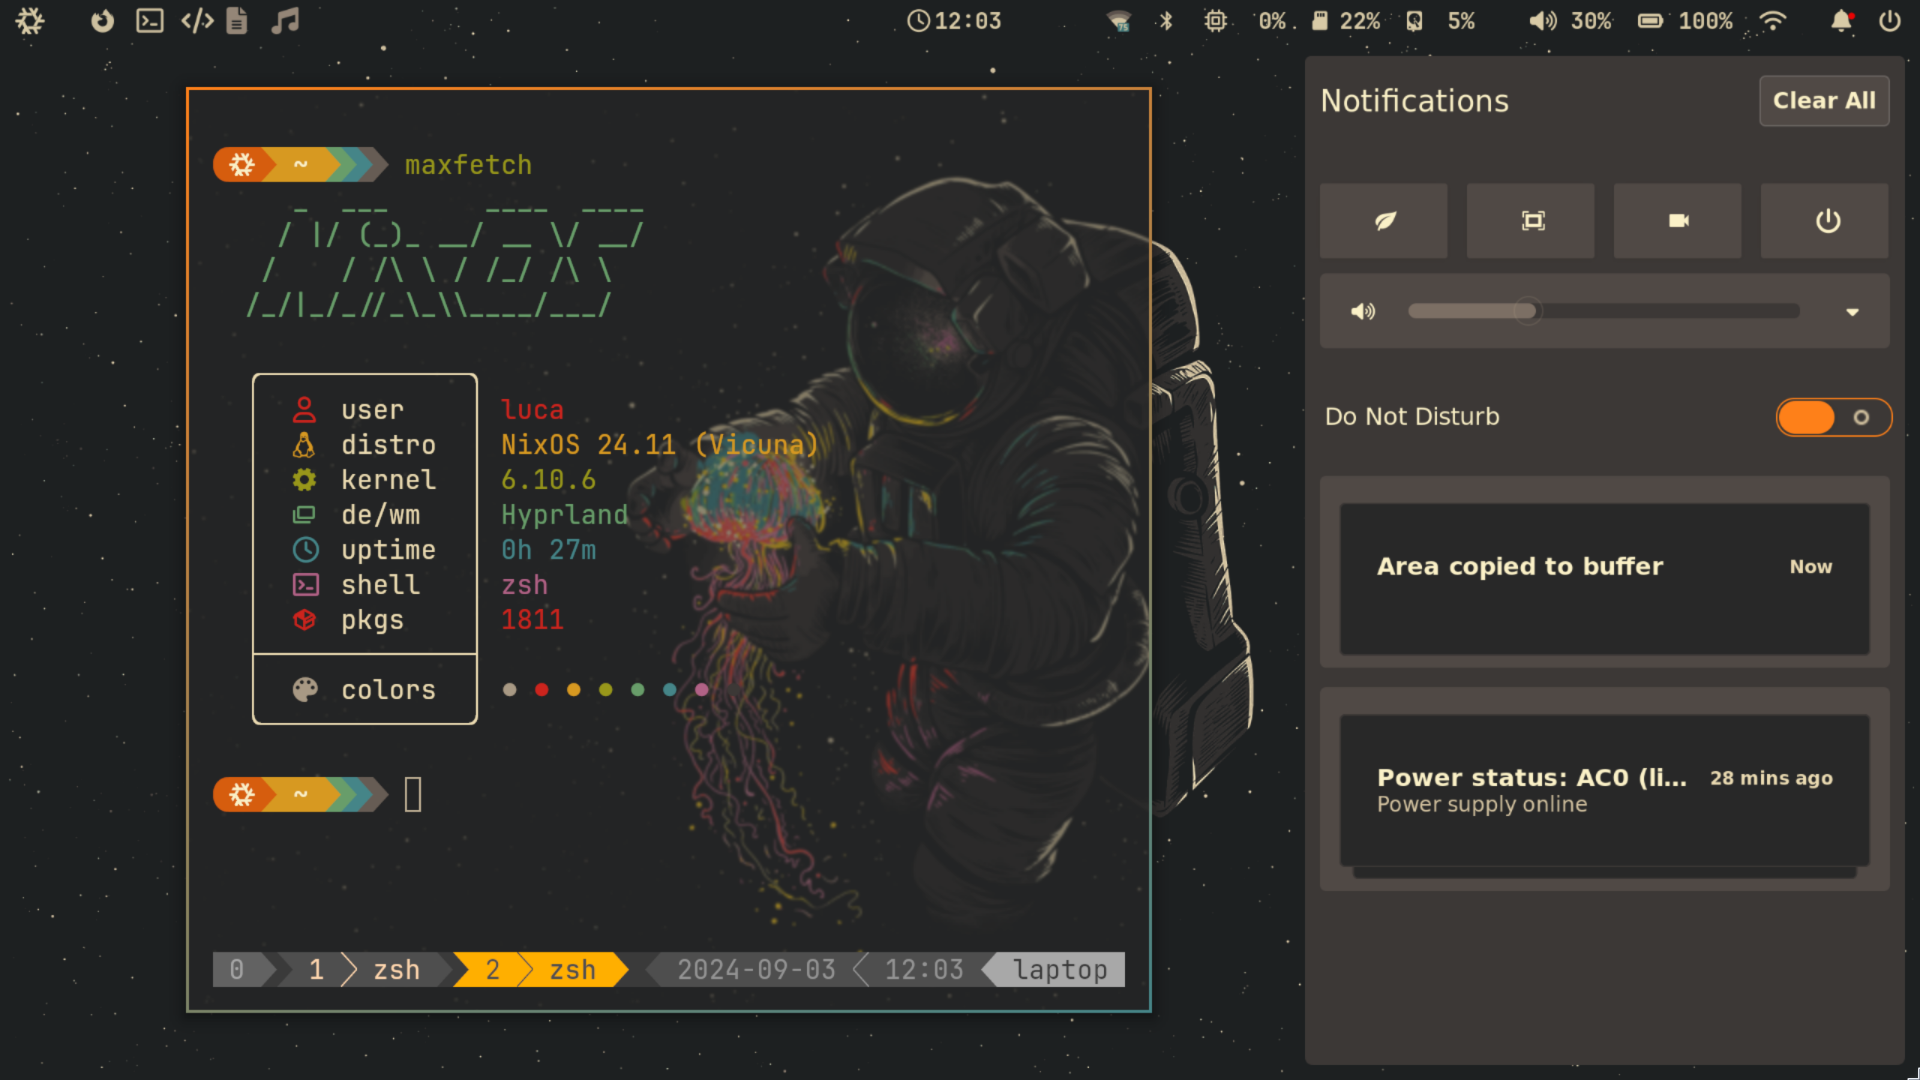 12:03
0%.
22%
5%
30%
100%
~ maxfetch
user luca
distro NixOS 24.11 (Vicuna)
kernel 6.10.6
de/wm Hyprland
uptime 0h 27m
shell zsh
pkgs 1811
colors
~
0 1 zsh 2 zsh 2024-09-03 12:03 laptop
Notifications
Clear All
Do Not Disturb
Area copied to buffer Now
Power status: AC0 (li... 28 mins ago
Power supply online